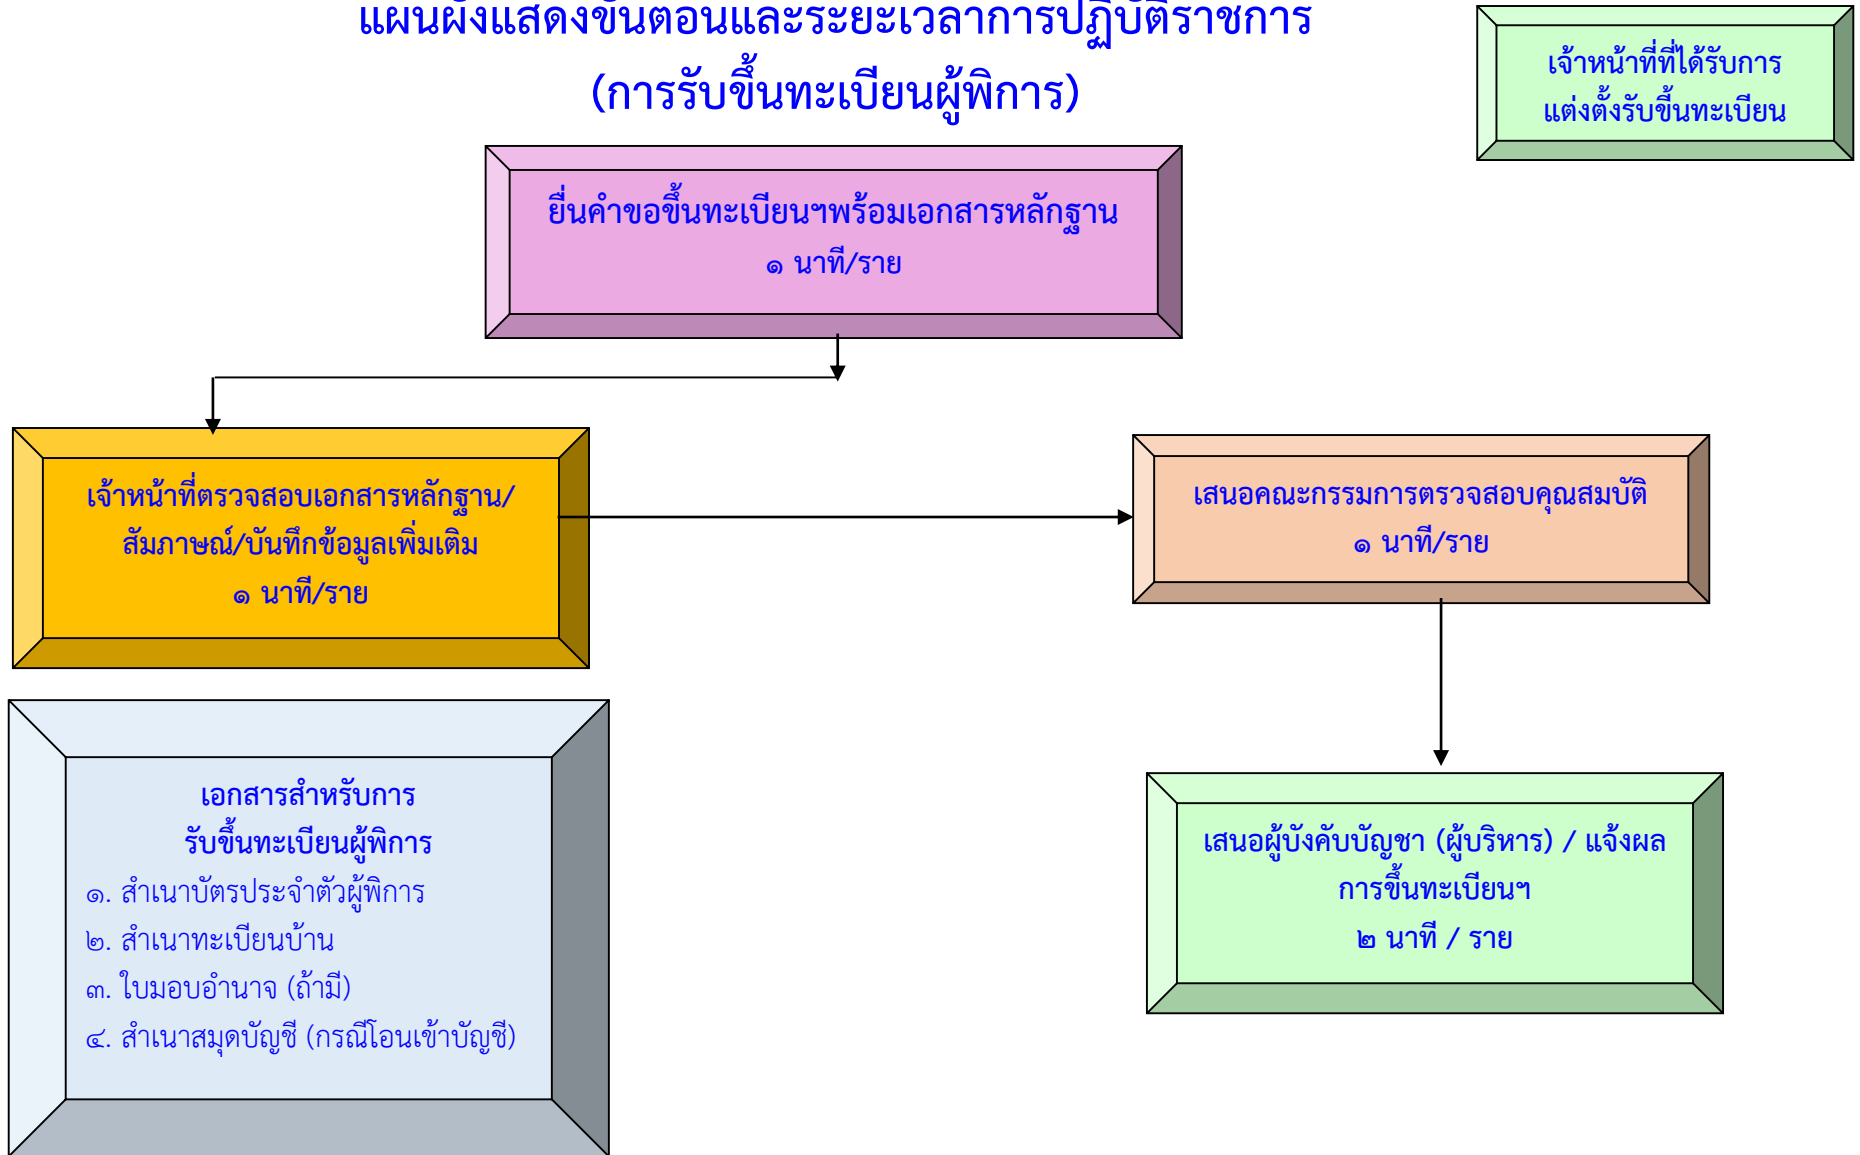 แผนผังแสดงขั้นตอนและระยะเวลาการปฏิบัติราชการ
(การรับขึ้นทะเบียนผู้พิการ)
เจ้าหน้าที่ที่ได้รับการ
แต่งตั้งรับขี้นทะเบียน
ยื่นคำขอขึ้นทะเบียนฯพร้อมเอกสารหลักฐาน
๑ นาที/ราย
เจ้าหน้าที่ตรวจสอบเอกสารหลักฐาน/
สัมภาษณ์/บันทึกข้อมูลเพิ่มเติม
๑ นาที/ราย
เสนอคณะกรรมการตรวจสอบคุณสมบัติ
๑ นาที/ราย
เอกสารสำหรับการ
รับขึ้นทะเบียนผู้พิการ
๑. สำเนาบัตรประจำตัวผู้พิการ
๒. สำเนาทะเบียนบ้าน
๓. ใบมอบอำนาจ (ถ้ามี)
๔. สำเนาสมุดบัญชี (กรณีโอนเข้าบัญชี)
เสนอผู้บังคับบัญชา (ผู้บริหาร) / แจ้งผล
การขึ้นทะเบียนฯ
๒ นาที / ราย